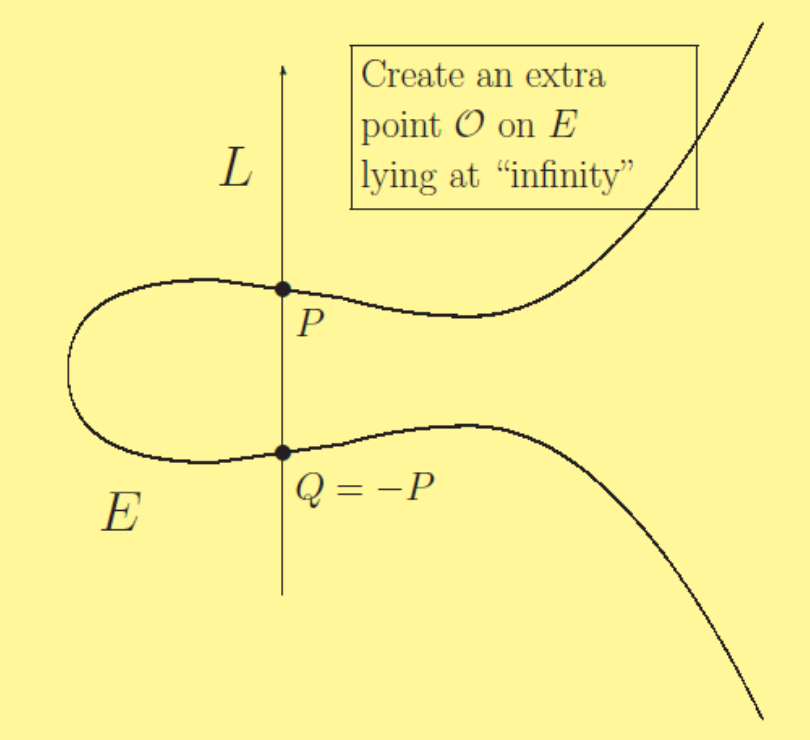 Create an extra
point 𝒪 on E
lying at “infinity”
L
P
Q = −P
E